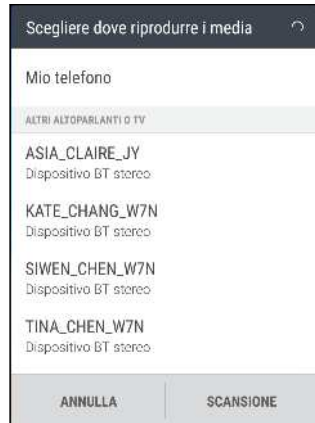 Scegliere dove riprodurre i media
Mio telefono
ALTRI ALTOPARLANTI O TV
ASIA_CLAIRE_JY
Dispositivo BT stereo
KATE_CHANG_W7N
Dispositivo BT stereo
SIWEN_CHEN_W7N
Dispositivo BT stereo
TINA_CHEN_W7N
Dispositivo BT stereo
ANNULLA
SCANSIONE